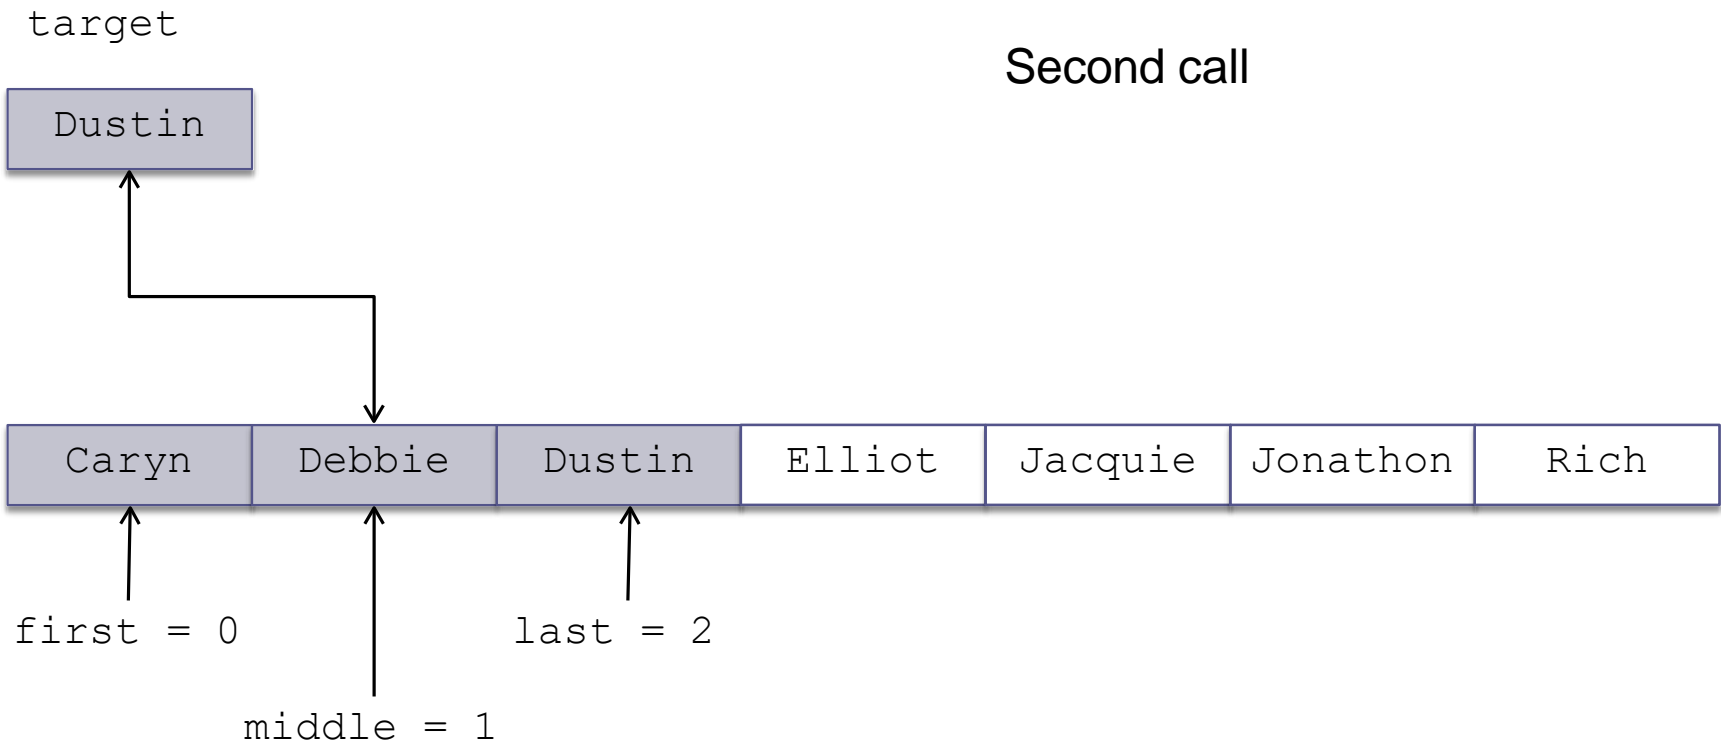 target
Second call
Dustin
Caryn Debbie Dustin Elliot Jacquie Jonathon Rich
first = 0 last = 2
middle = 1